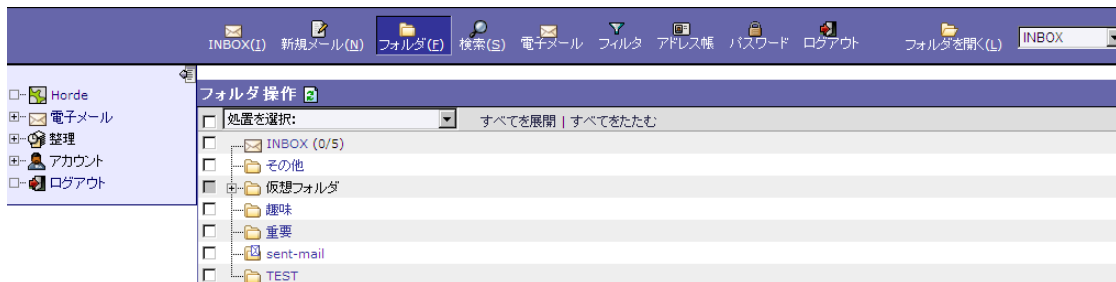 INBOX(I) 新規メール(N) フォルダ(F) 検索(S) 電子メール フィルタ アドレス帳 パスワード ログアウト フォルダを開く(L) INBOX
Horde
電子メール
整理
アカウント
ログアウト
フォルダ操作
処置を選択: すべてを展開 | すべてをたたむ
INBOX (0/5)
その他
仮想フォルダ
趣味
重要
sent-mail
TEST